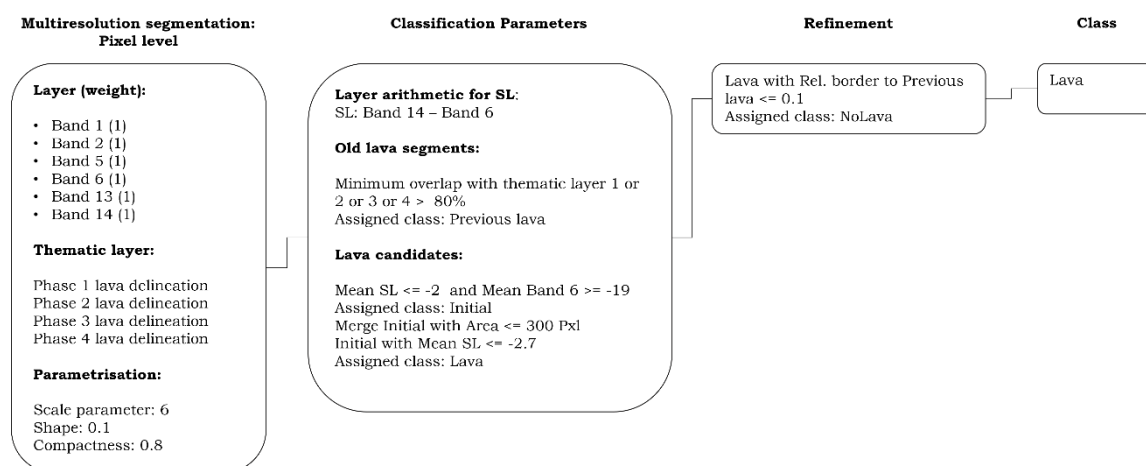 Multiresolution segmentation:
Pixel level
Layer (weight):
• Band 1 (1)
• Band 2 (1)
• Band 5 (1)
• Band 6 (1)
• Band 13 (1)
• Band 14 (1)
Thematic layer:
Phase 1 lava delineation
Phase 2 lava delineation
Phase 3 lava delineation
Phase 4 lava delineation
Parametrisation:
Scale parameter: 6
Shape: 0.1
Compactness: 0.8
Classification Parameters
Layer arithmetic for SL:
SL: Band 14 – Band 6
Old lava segments:
Minimum overlap with thematic layer 1 or
2 or 3 or 4 > 80%
Assigned class: Previous lava
Lava candidates:
Mean SL <= -2 and Mean Band 6 >= -19
Assigned class: Initial
Merge Initial with Area <= 300 Pxl
Initial with Mean SL <= -2.7
Assigned class: Lava
Refinement
Lava with Rel. border to Previous
lava <= 0.1
Assigned class: NoLava
Class
Lava